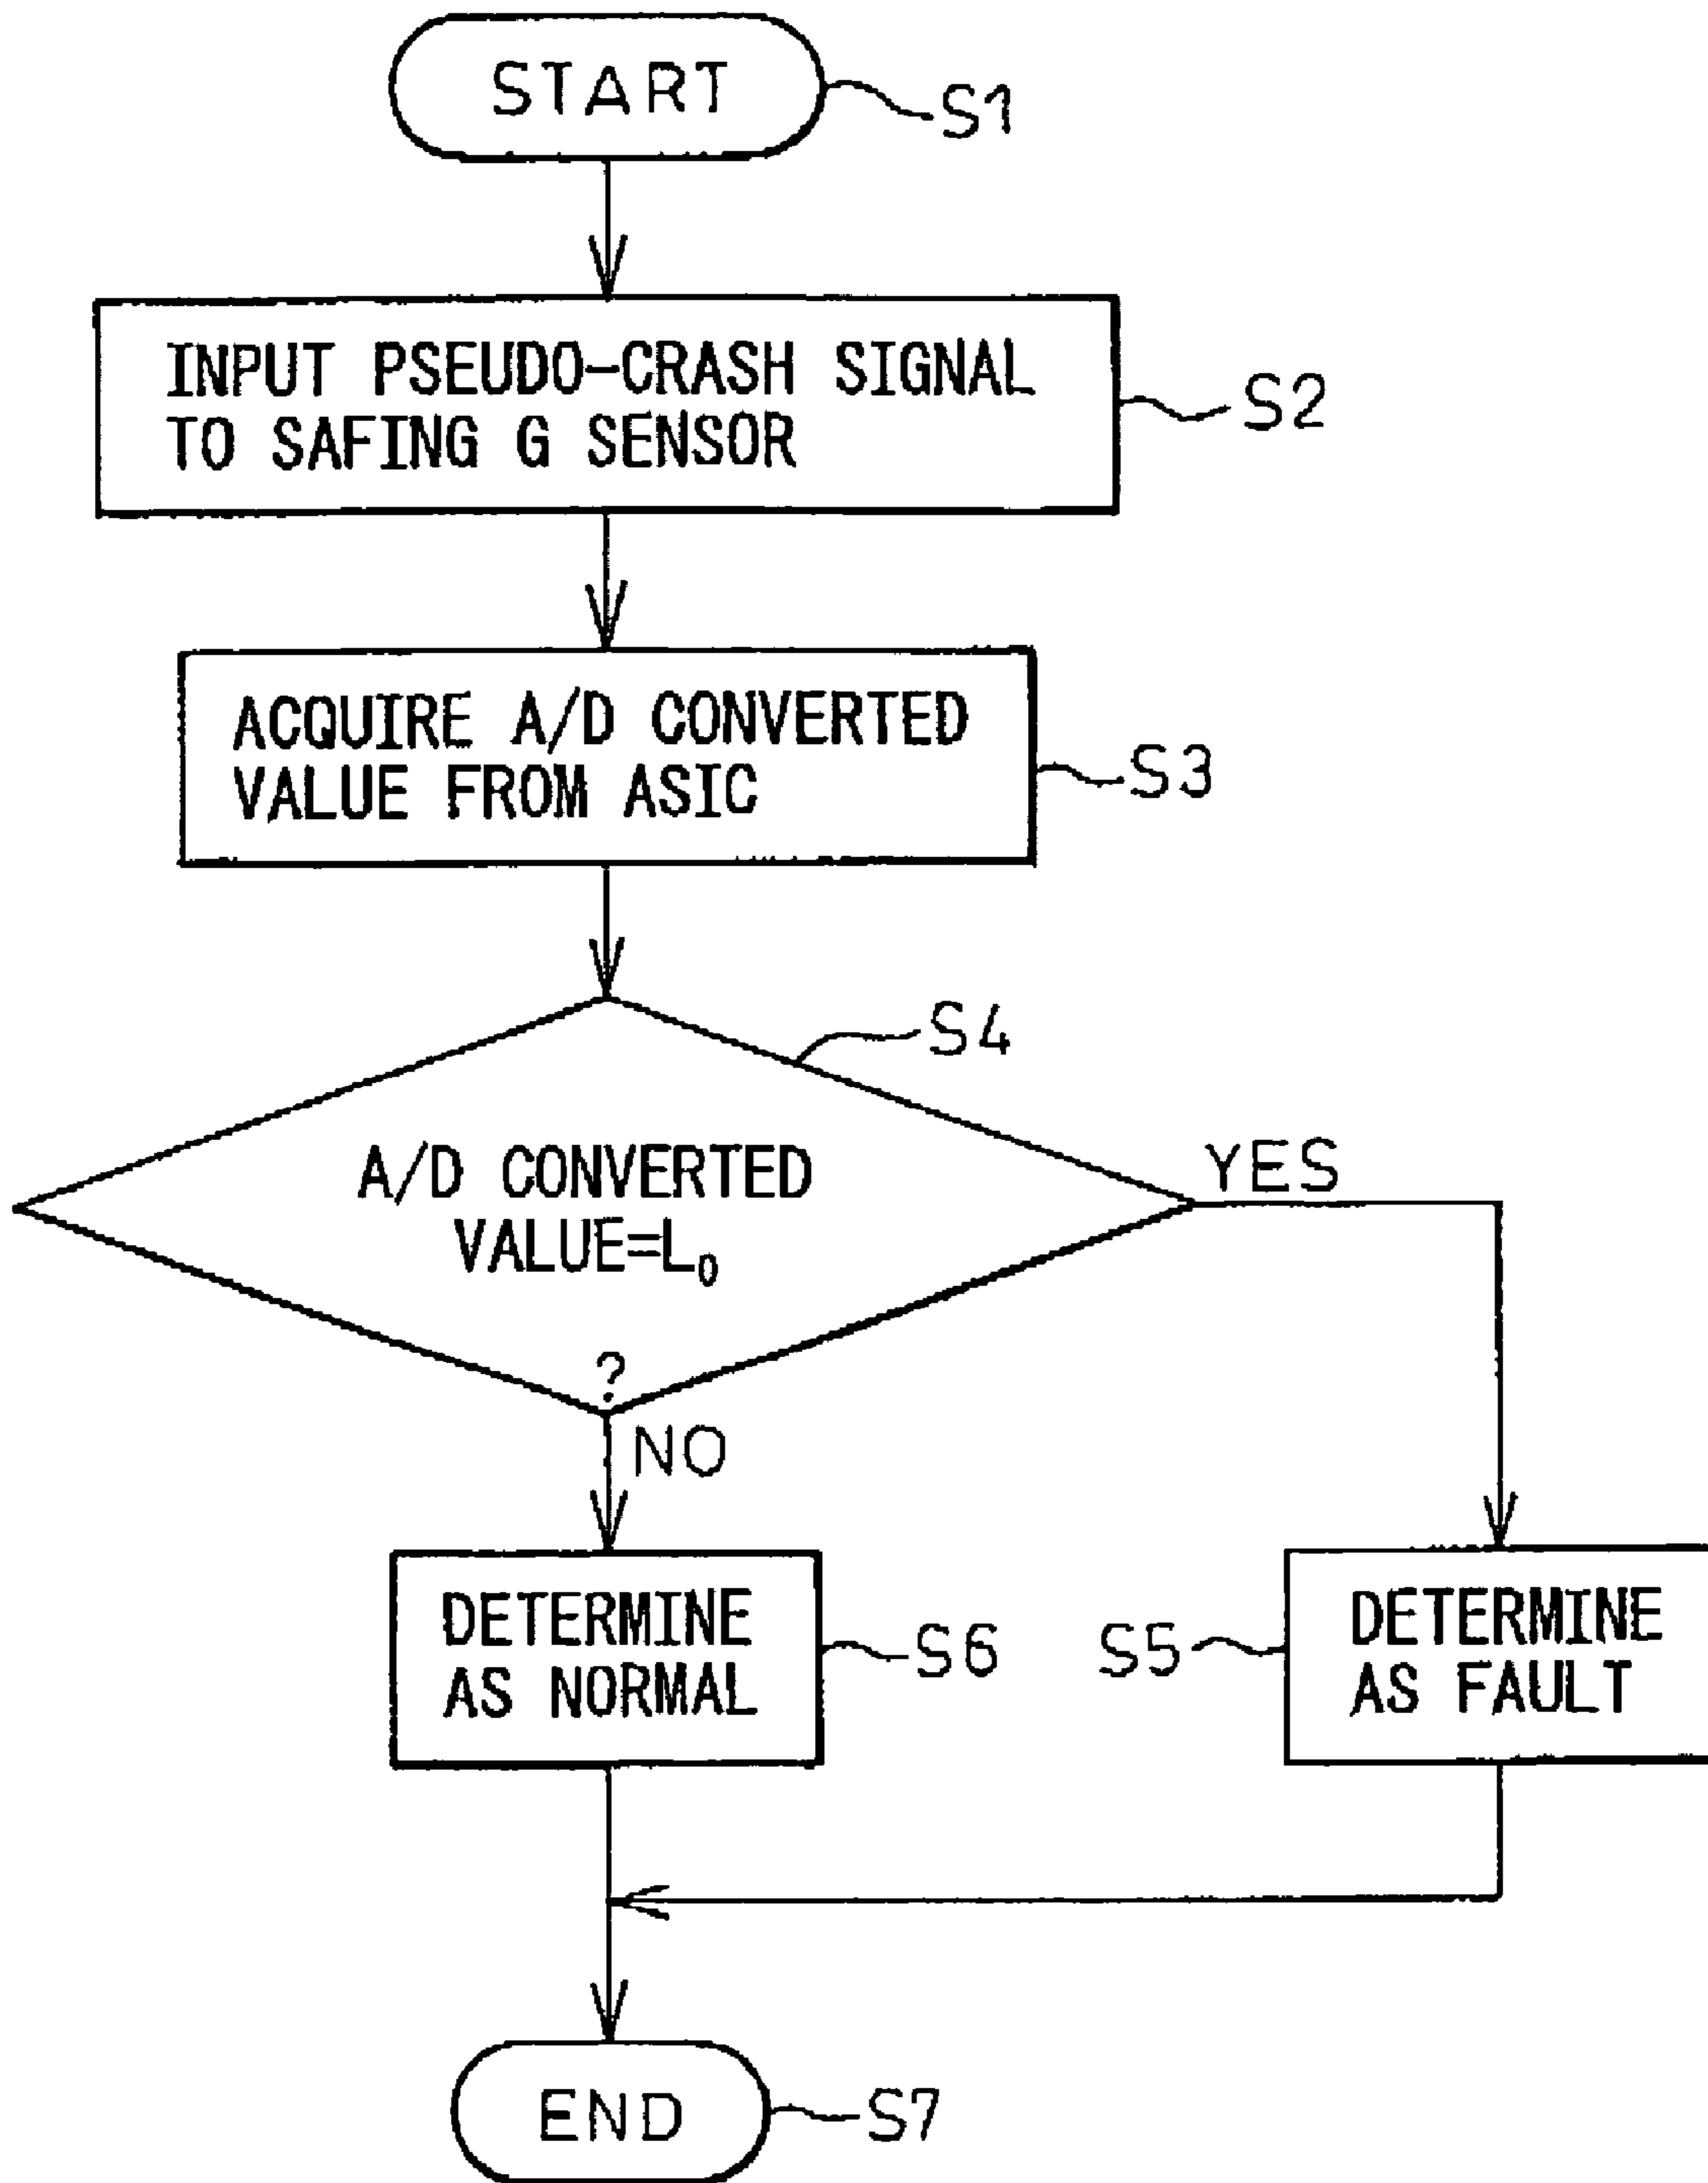 START
S1
INPUT PSEUDO-CRASH SIGNAL
TO SAFING G SENSOR
S2
ACQUIRE A/D CONVERTED
VALUE FROM ASIC
S3
S4
A/D CONVERTED
VALUE=L₀
?
YES
NO
DETERMINE
AS NORMAL
S6
S5
DETERMINE
AS FAULT
END
S7